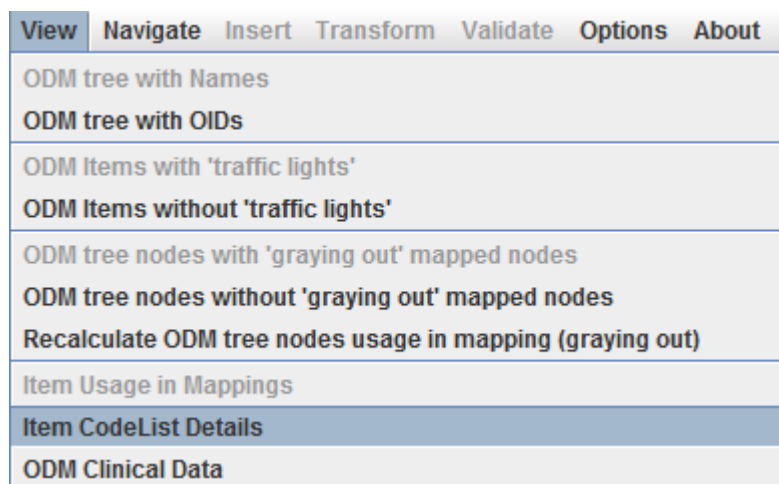 View Navigate Insert Transform Validate Options About
ODM tree with Names
ODM tree with OIDs
ODM Items with 'traffic lights'
ODM Items without 'traffic lights'
ODM tree nodes with 'graying out' mapped nodes
ODM tree nodes without 'graying out' mapped nodes
Recalculate ODM tree nodes usage in mapping (graying out)
Item Usage in Mappings
Item CodeList Details
ODM Clinical Data